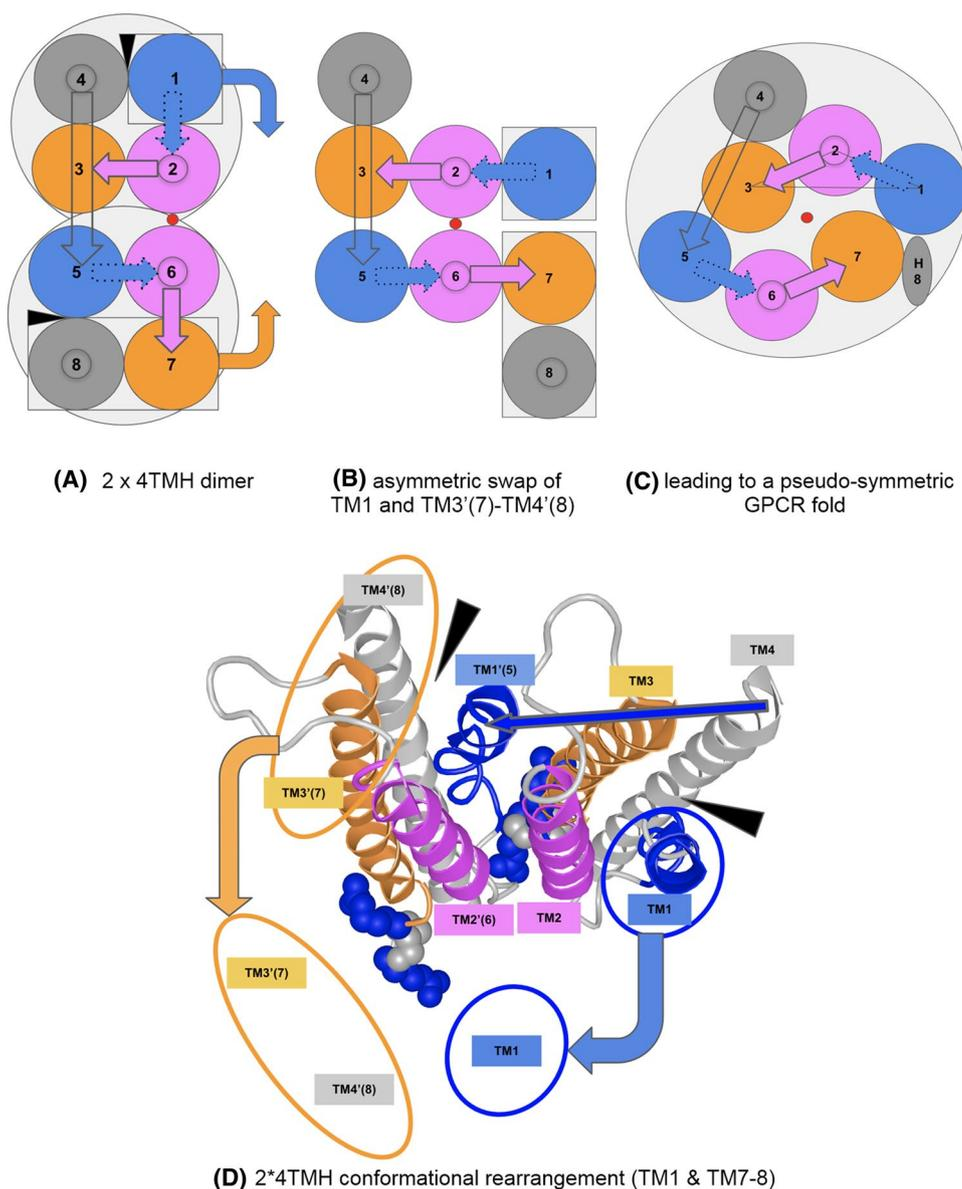 4 1
3 2
5 6
8 7
4
3 2 1
5 6 7
8
4
2
3 1
5 7
6
H
8
(A) 2 x 4TMH dimer
(B) asymmetric swap of
TM1 and TM3'(7)-TM4'(8)
(C) leading to a pseudo-symmetric
GPCR fold
TM4'(8)
TM1'(5)
TM3
TM4
TM3'(7)
TM2'(6)
TM2
TM1
TM3'(7)
TM1
TM4'(8)
(D) 2*4TMH conformational rearrangement (TM1 & TM7-8)